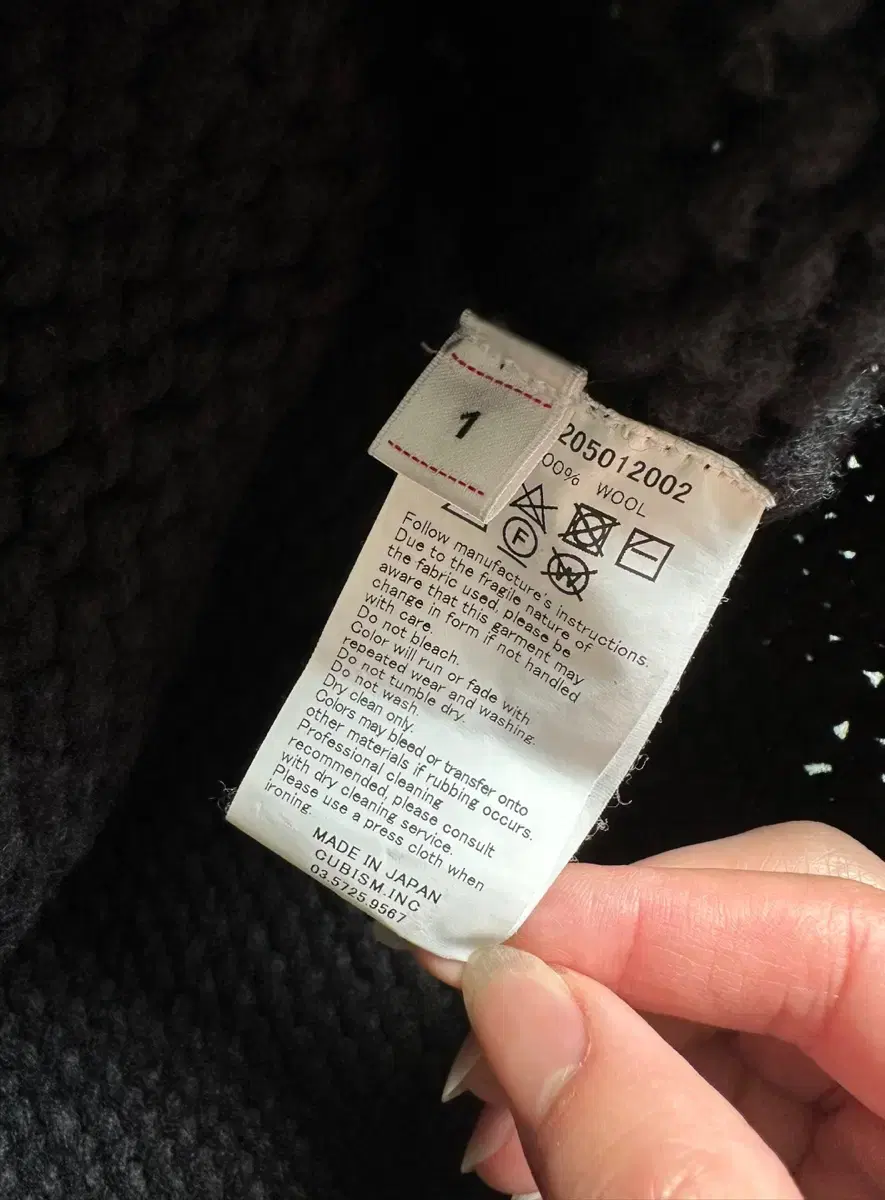 1
205012002
00% WOOL
F
W
Follow manufacture's instructions.
Due to the fragile nature of
the fabric used, please be
aware that this garment may
change in form if not handled
with care.
Do not bleach.
Color will run or fade with
repeated wear and washing.
Do not tumble dry.
Do not wash.
Dry clean only.
Colors may bleed or transfer onto
other materials if rubbing occurs.
Professional cleaning
recommended, please consult
with dry cleaning service.
Please use a press cloth when
ironing.
MADE IN JAPAN
CUBISM.INC
03.5725.9567